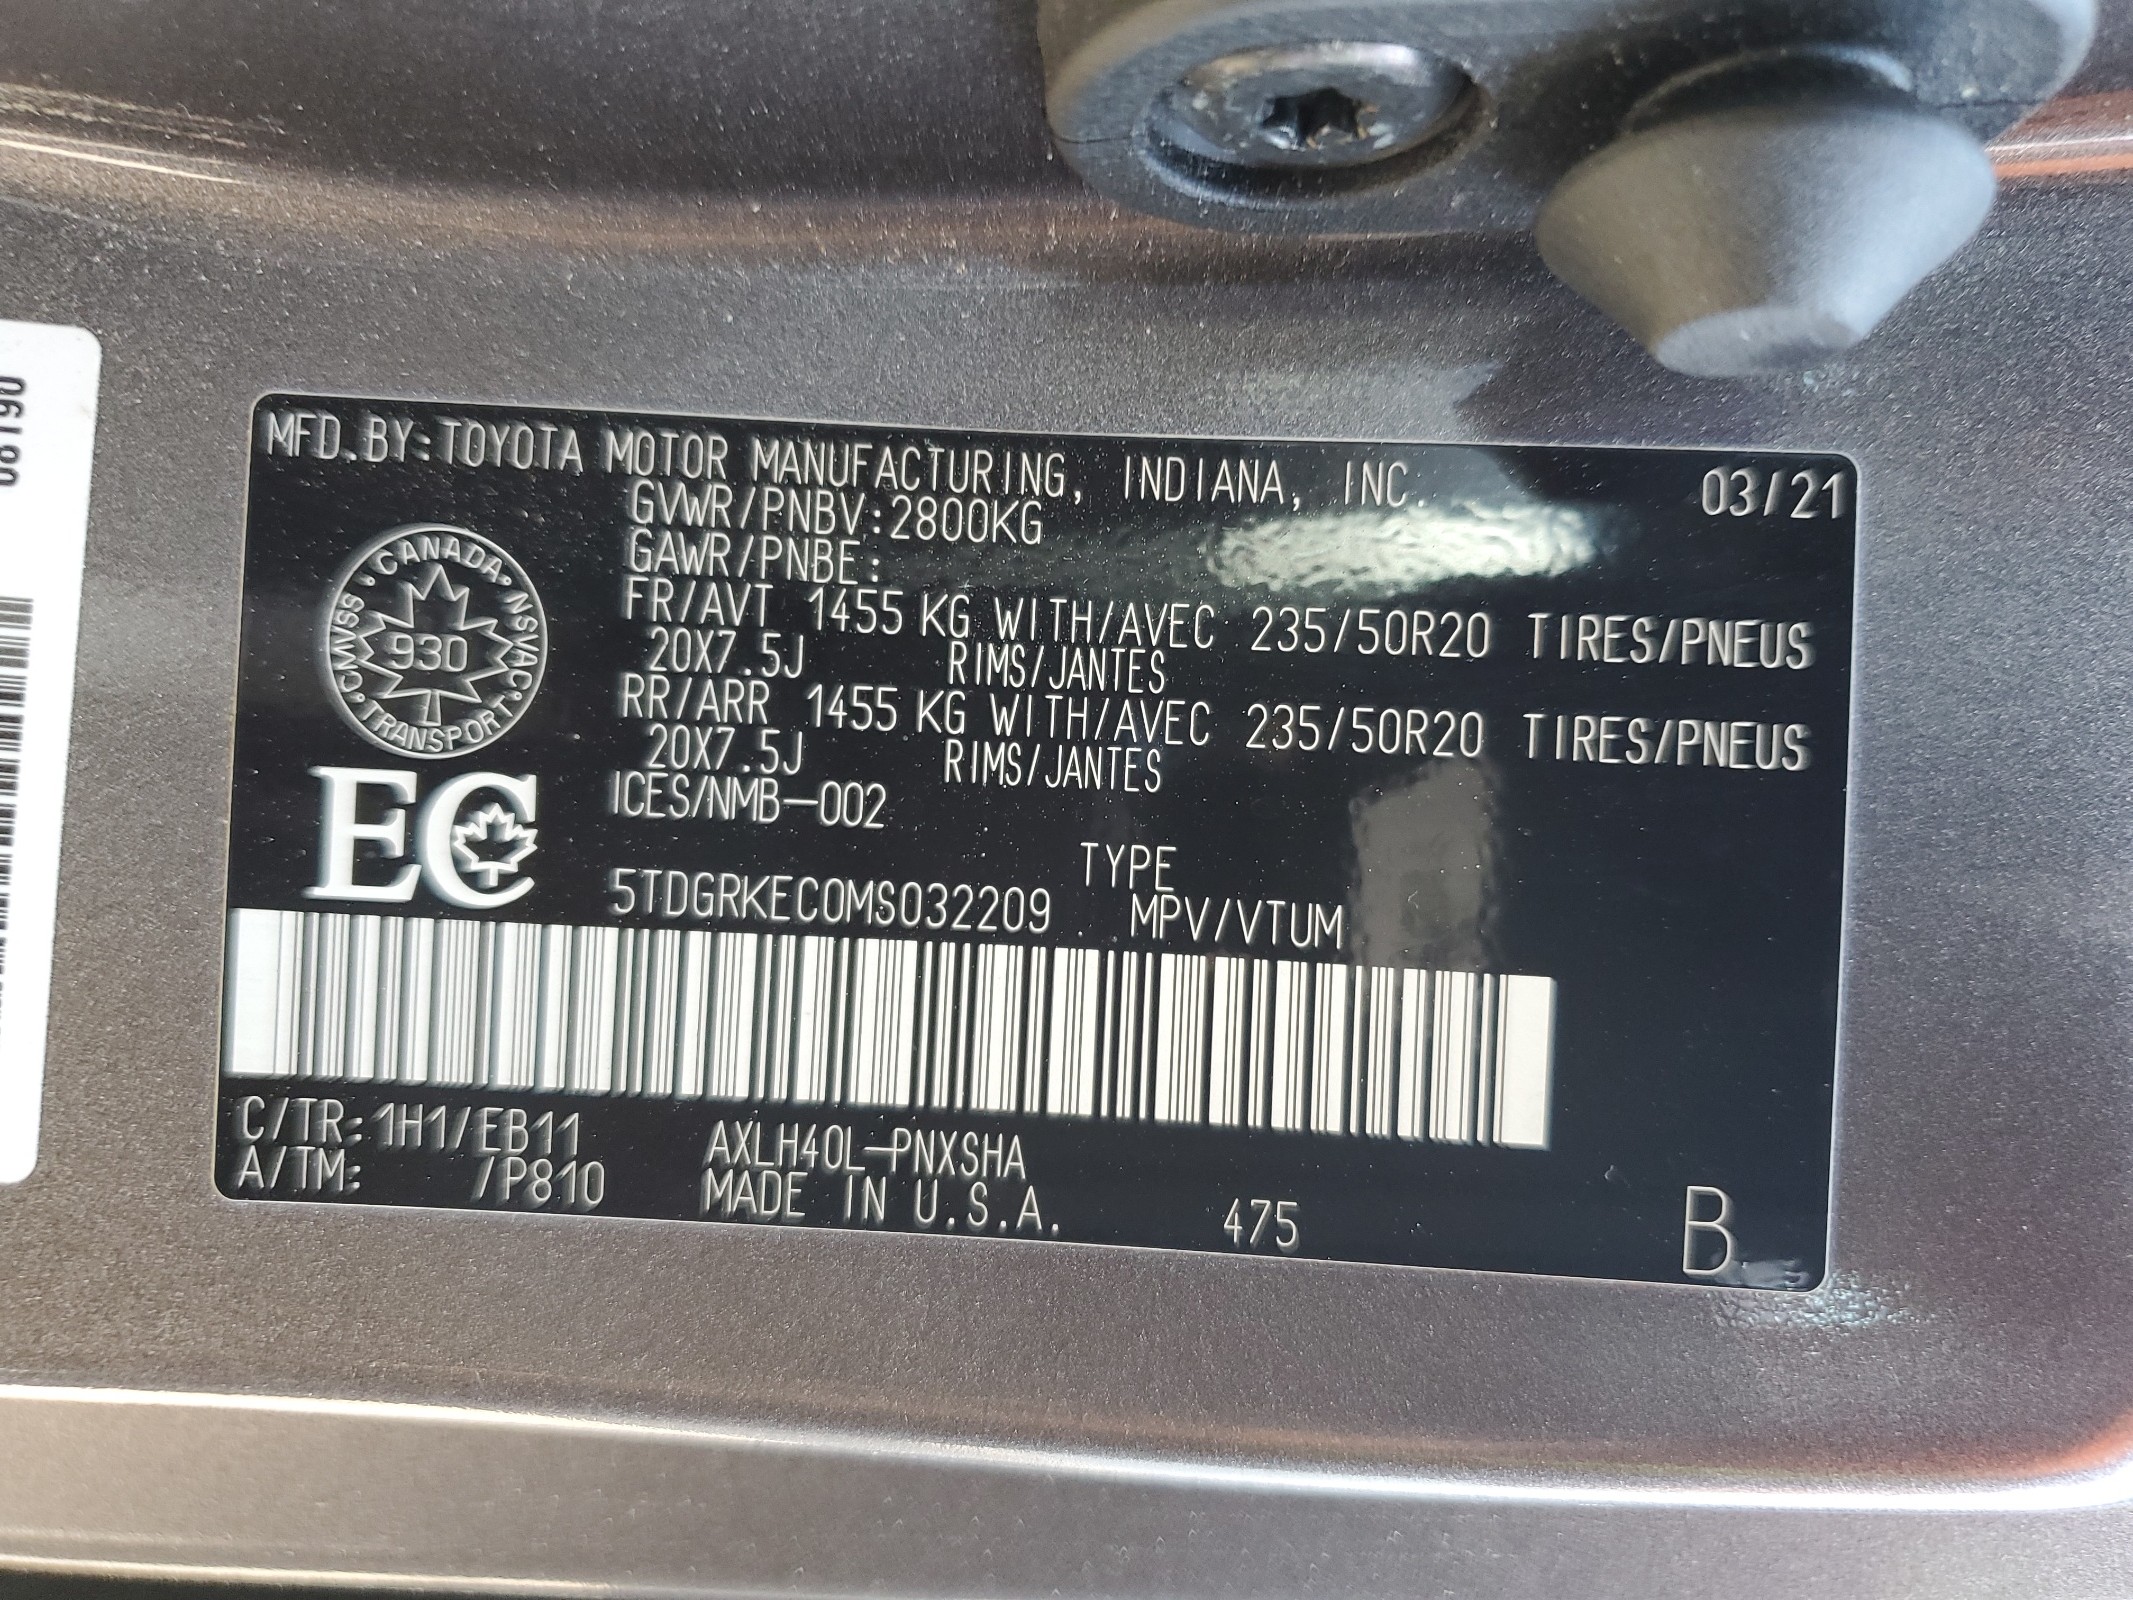 MFD.BY:TOYOTA MOTOR MANUFACTURING, INDIANA, INC. 03/21
GVWR/PNBV:2800KG
GAWR/PNBE:
FR/AVT 1455 KG WITH/AVEC 235/50R20 TIRES/PNEUS
20X7.5J RIMS/JANTES
RR/ARR 1455 KG WITH/AVEC 235/50R20 TIRES/PNEUS
20X7.5J RIMS/JANTES
ICES/NMB-002
CANADA · NSVAC · TRANSPORT · CMVSS ·
930
EC
TYPE
5TDGRKEC0MS032209 MPV/VTUM
C/TR:1H1/EB11 AXLH40L-PNXSHA
A/TM: /P810 MADE IN U.S.A. 475 B
08190